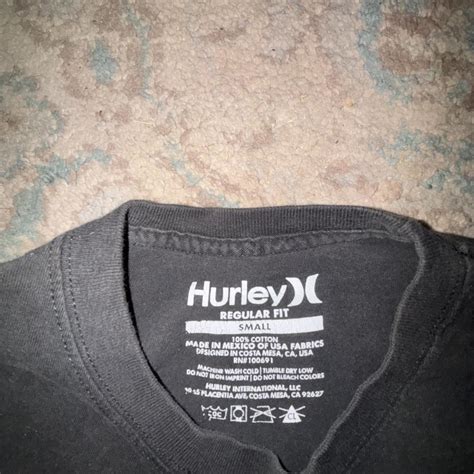 Hurley
REGULAR FIT
SMALL
100% COTTON
MADE IN MEXICO OF USA FABRICS
DESIGNED IN COSTA MESA, CA, USA
RN#100691
MACHINE WASH COLD | TUMBLE DRY LOW
DO NOT IRON IMPRINT | DO NOT BLEACH COLORS
HURLEY INTERNATIONAL, LLC
PLACENTIA AVE. COSTA MESA, CA 92627